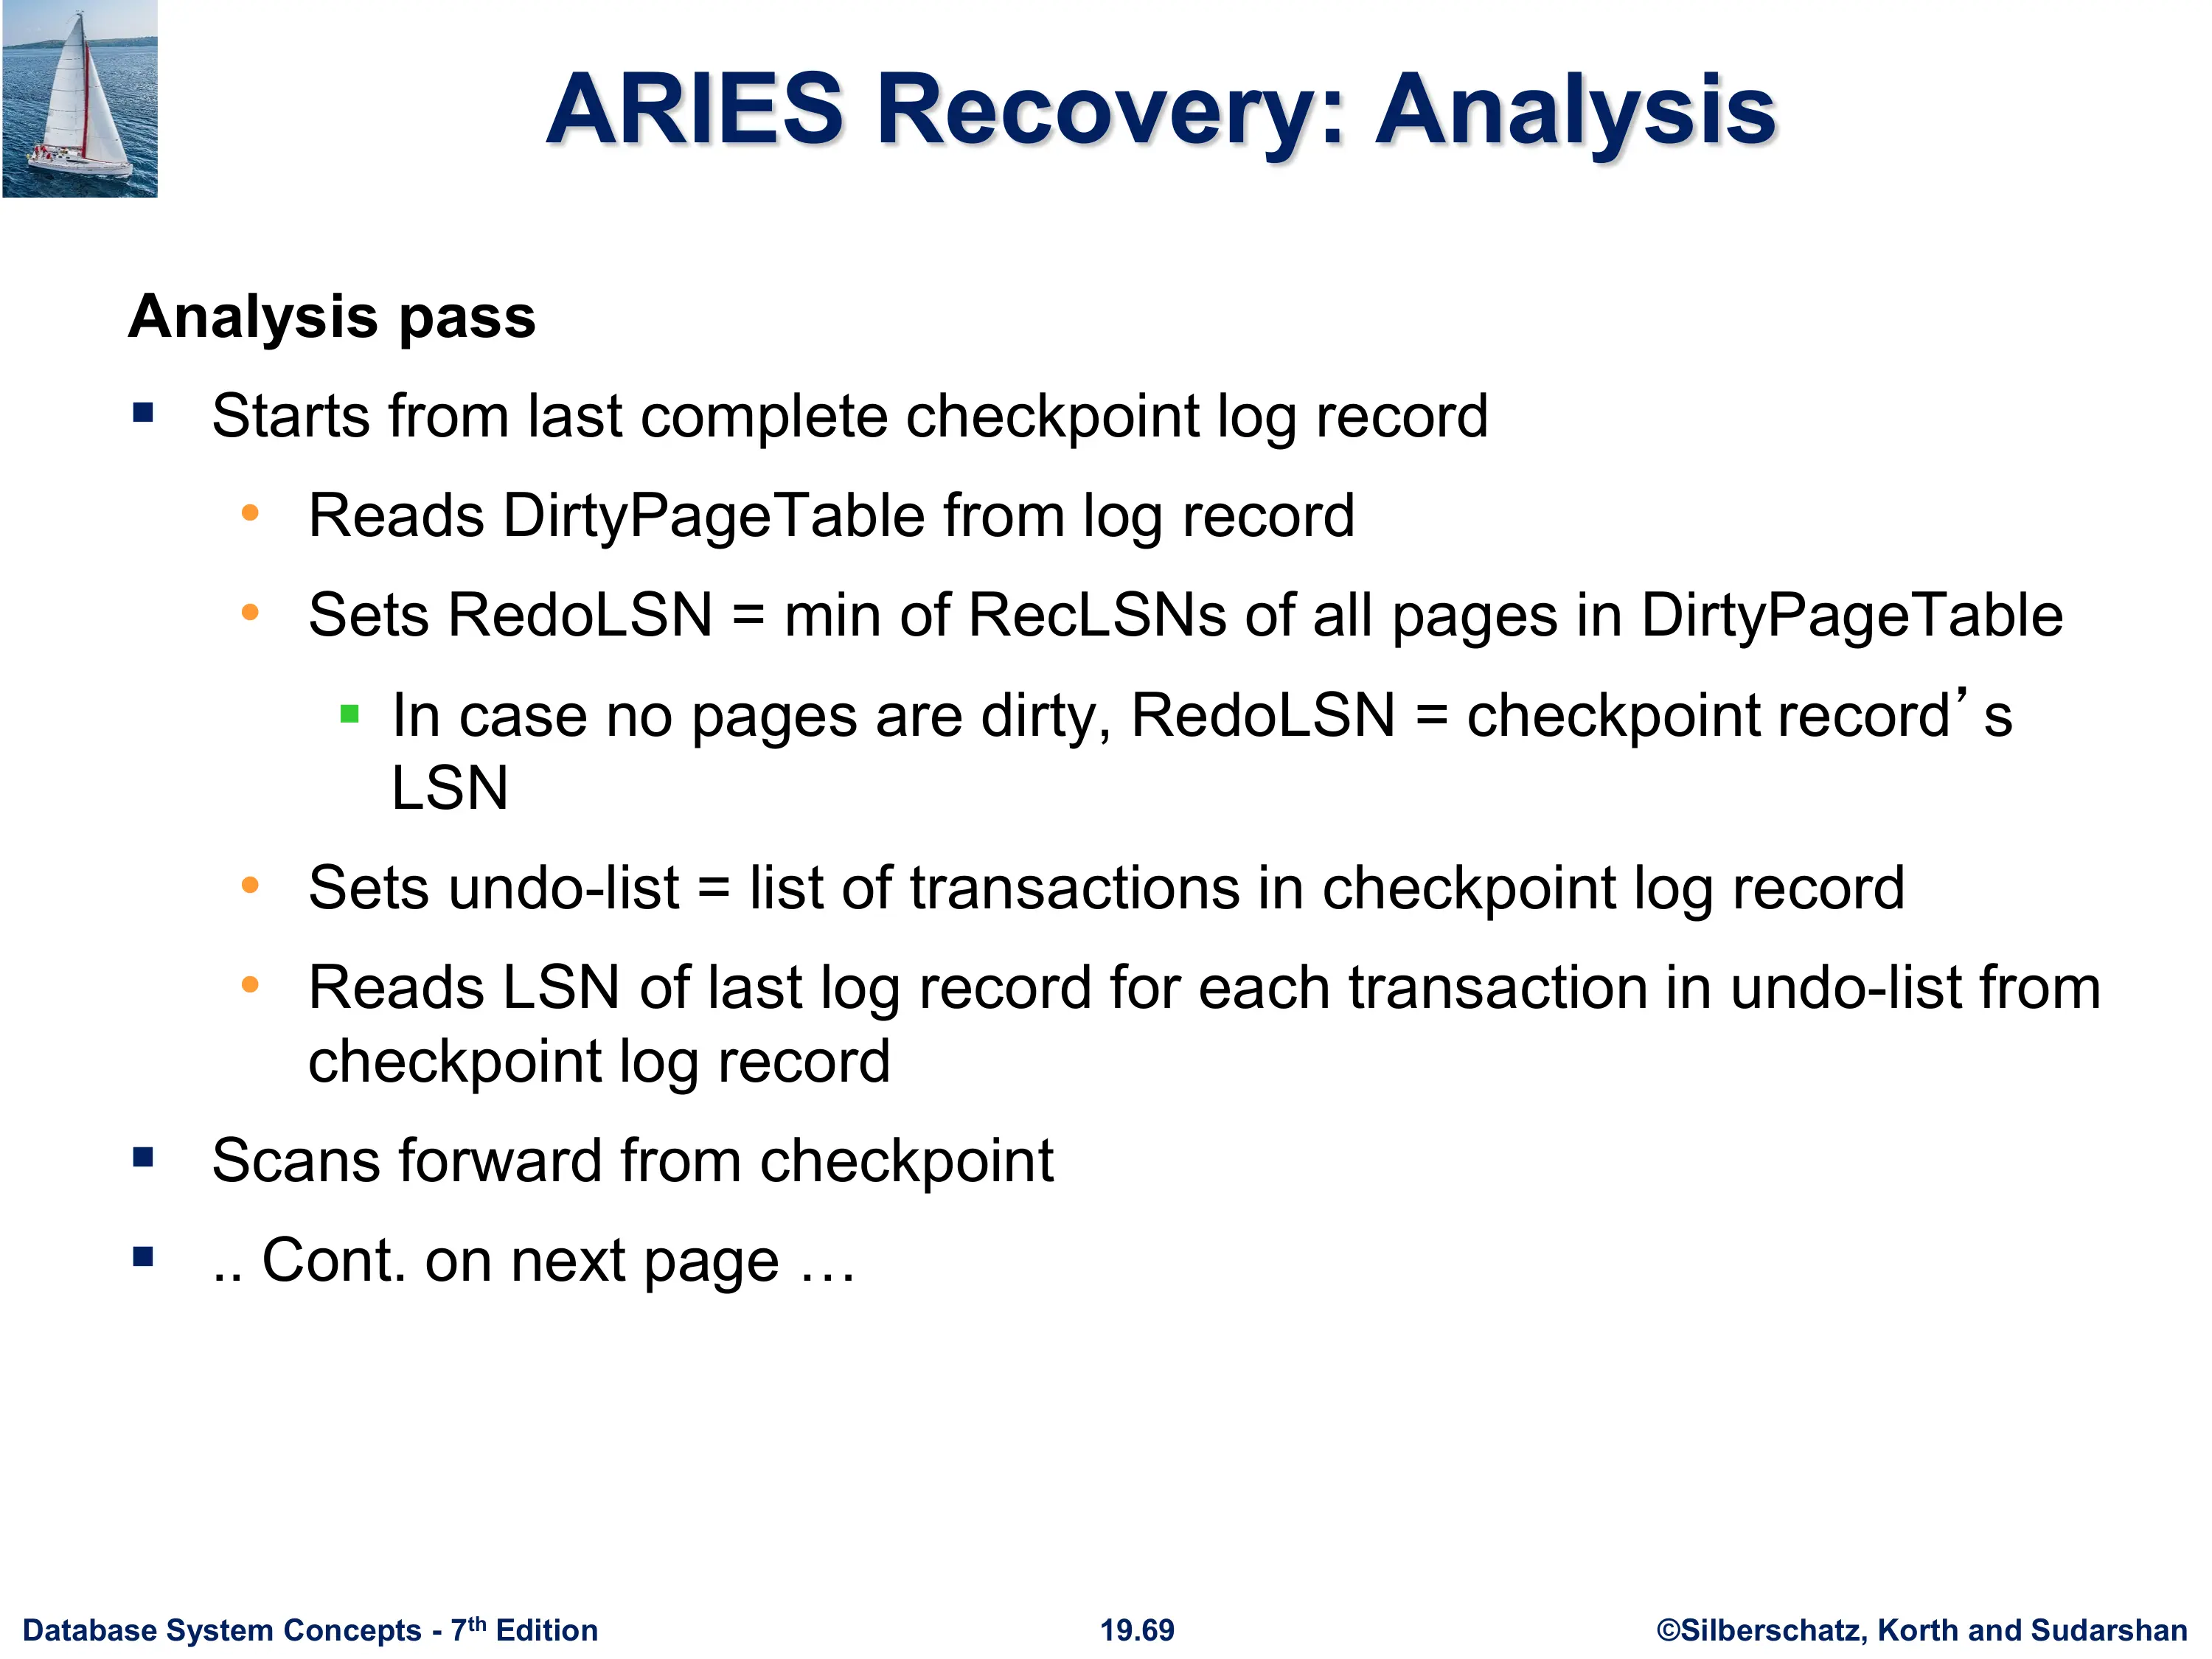 ARIES Recovery: Analysis
Analysis pass
Starts from last complete checkpoint log record
Reads DirtyPageTable from log record
Sets RedoLSN = min of RecLSNs of all pages in DirtyPageTable
In case no pages are dirty, RedoLSN = checkpoint record’s
LSN
Sets undo-list = list of transactions in checkpoint log record
Reads LSN of last log record for each transaction in undo-list from
checkpoint log record
Scans forward from checkpoint
.. Cont. on next page …
Database System Concepts - 7th Edition
19.69
©Silberschatz, Korth and Sudarshan